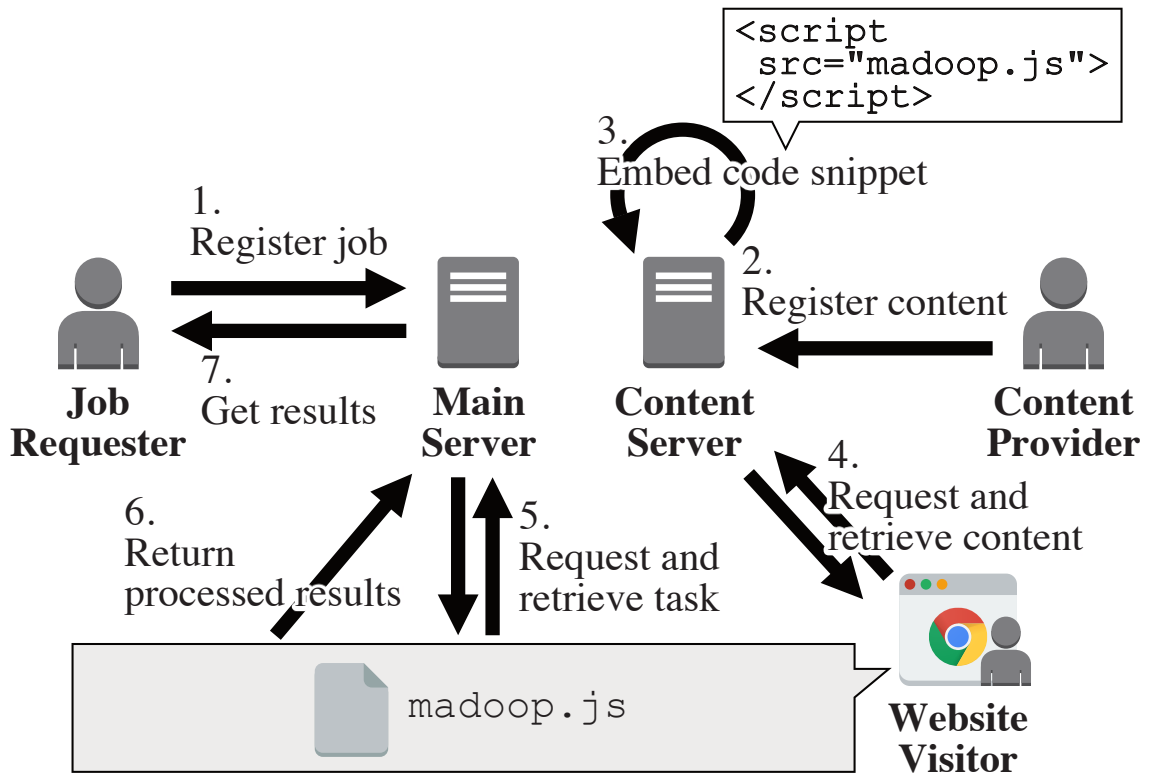 <script
src="madoop.js">
</script>
3.
Embed code snippet
1.
Register job
2.
Register content
7.
Get results
Job
Requester
Main
Server
Content
Server
Content
Provider
4.
Request and
retrieve content
6.
Return
processed results
5.
Request and
retrieve task
madoop.js
Website
Visitor